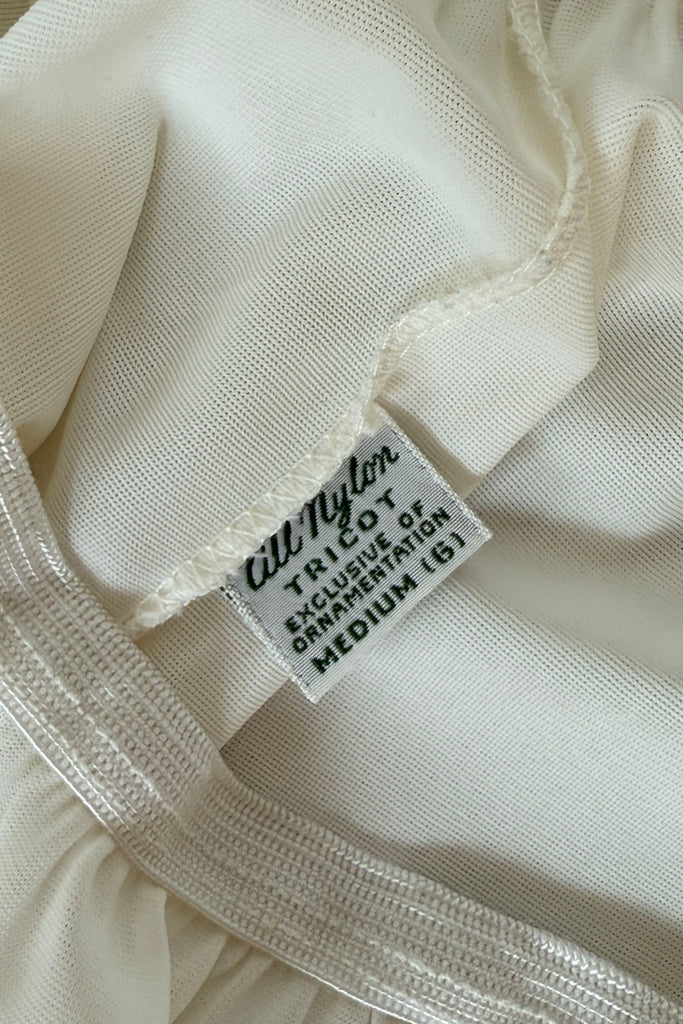 all Nylon
TRICOT
EXCLUSIVE OF
ORNAMENTATION
MEDIUM (6)